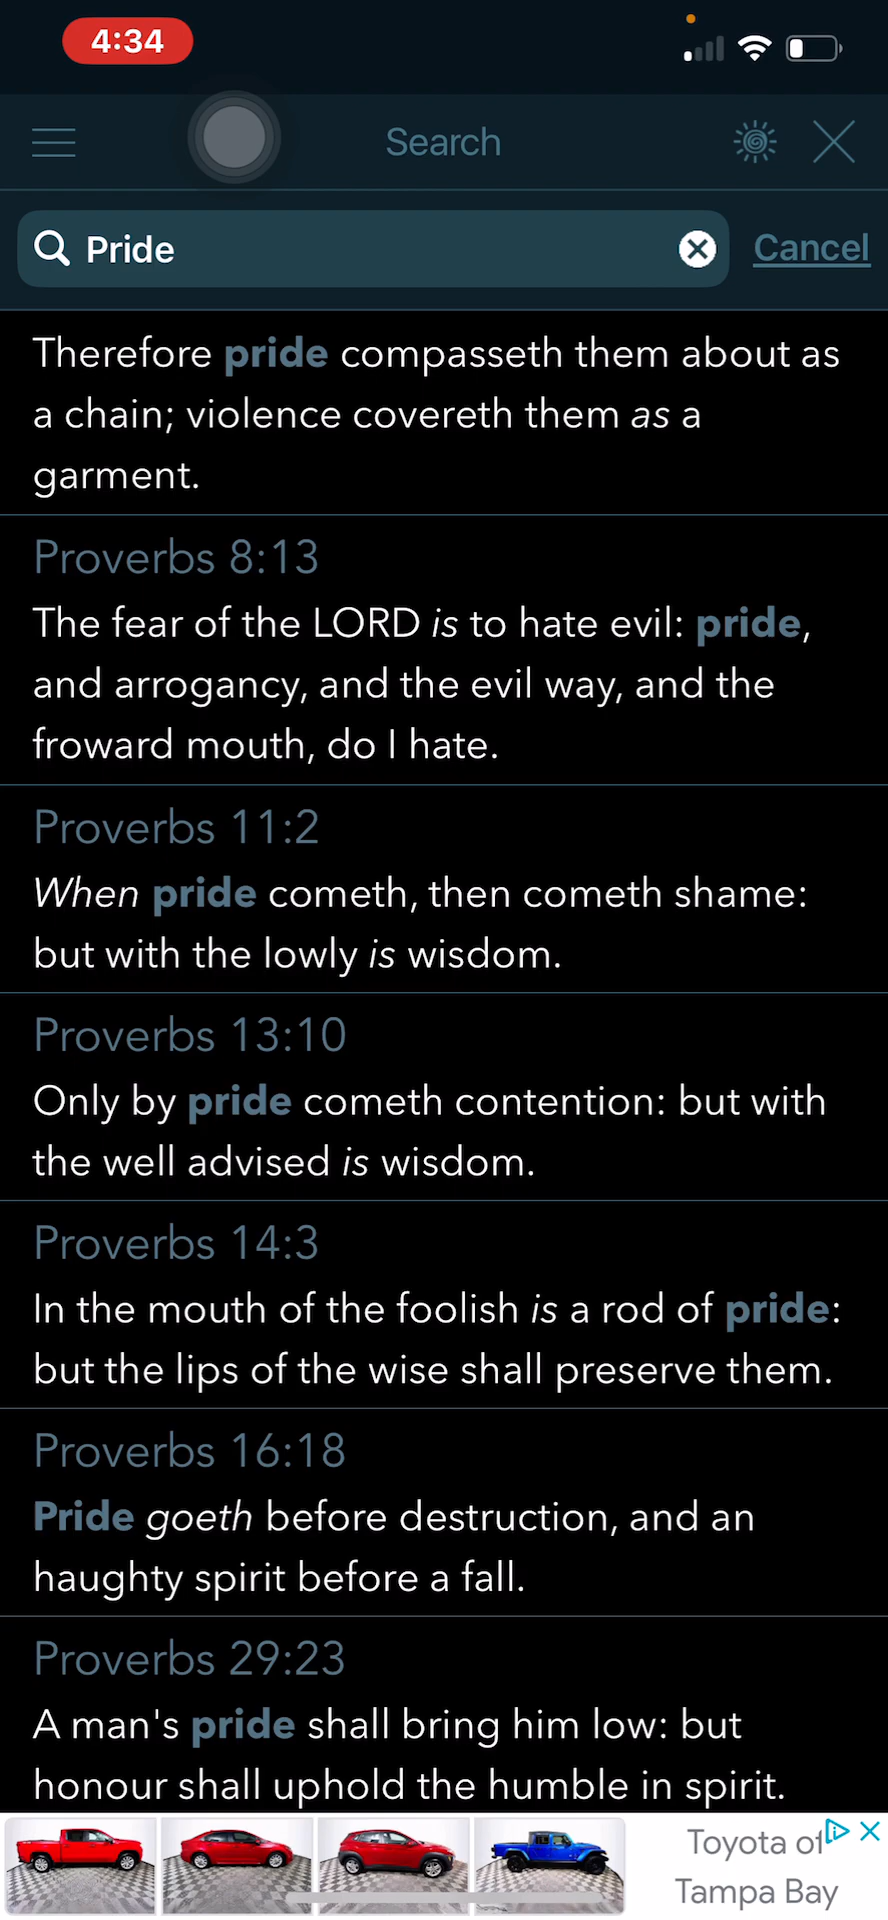 4:34
Search
Pride
Cancel
Therefore pride compasseth them about as
a chain; violence covereth them as a
garment.
Proverbs 8:13
The fear of the LORD is to hate evil: pride,
and arrogancy, and the evil way, and the
froward mouth, do I hate.
Proverbs 11:2
When pride cometh, then cometh shame:
but with the lowly is wisdom.
Proverbs 13:10
Only by pride cometh contention: but with
the well advised is wisdom.
Proverbs 14:3
In the mouth of the foolish is a rod of pride:
but the lips of the wise shall preserve them.
Proverbs 16:18
Pride goeth before destruction, and an
haughty spirit before a fall.
Proverbs 29:23
A man's pride shall bring him low: but
honour shall uphold the humble in spirit.
Toyota of
Tampa Bay